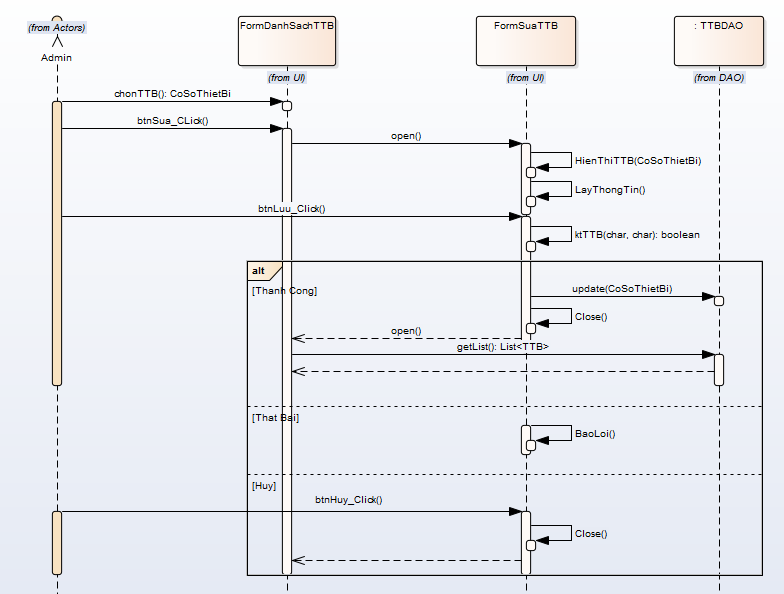 (from Actors)
Admin
FormDanhSachTTB
(from UI)
FormSuaTTB
(from UI)
: TTBDAO
(from DAO)
chonTTB(): CoSoThietBi
btnSua_CLick()
open()
HienThiTTB(CoSoThietBi)
LayThongTin()
btnLuu_Click()
ktTTB(char, char): boolean
alt
[Thanh Cong]
update(CoSoThietBi)
Close()
open()
getList(): List<TTB>
[That Bai]
BaoLoi()
[Huy]
btnHuy_Click()
Close()